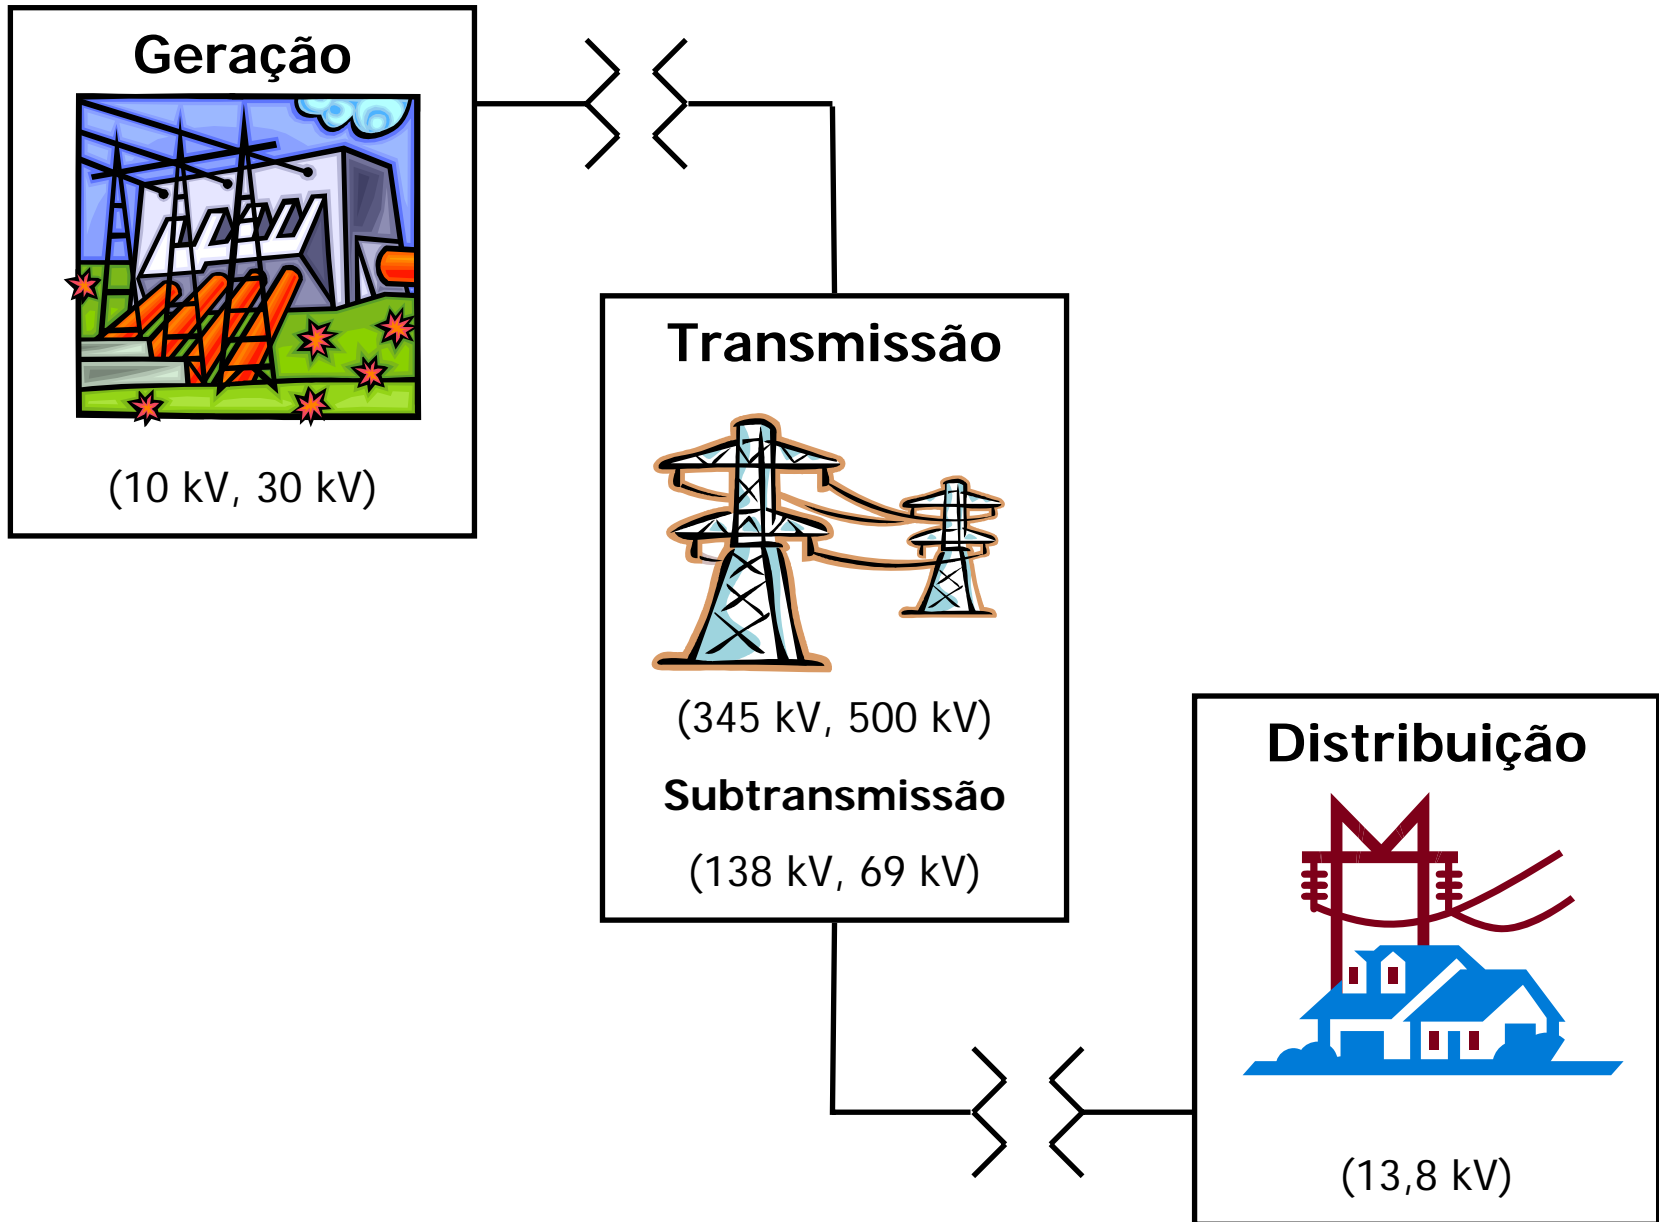 Geração
(10 kV, 30 kV)
Transmissão
(345 kV, 500 kV)
Subtransmissão
(138 kV, 69 kV)
Distribuição
(13,8 kV)